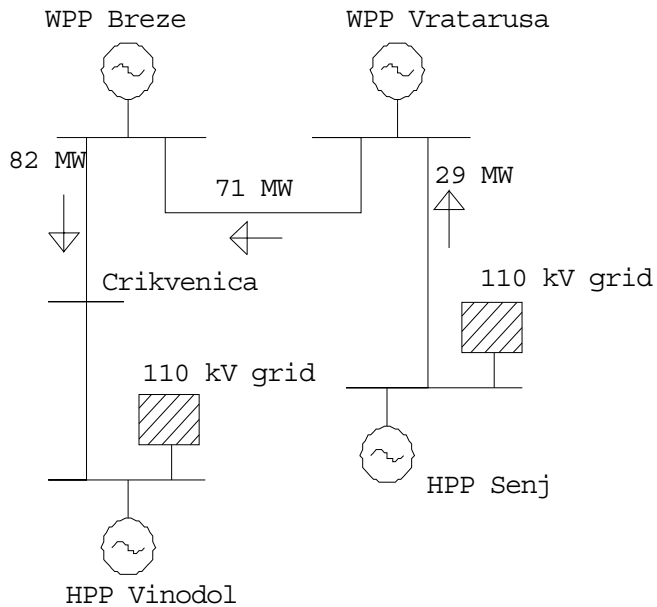 WPP Breze
WPP Vratarusa
82 MW
71 MW
29 MW
Crikvenica
110 kV grid
110 kV grid
HPP Senj
HPP Vinodol